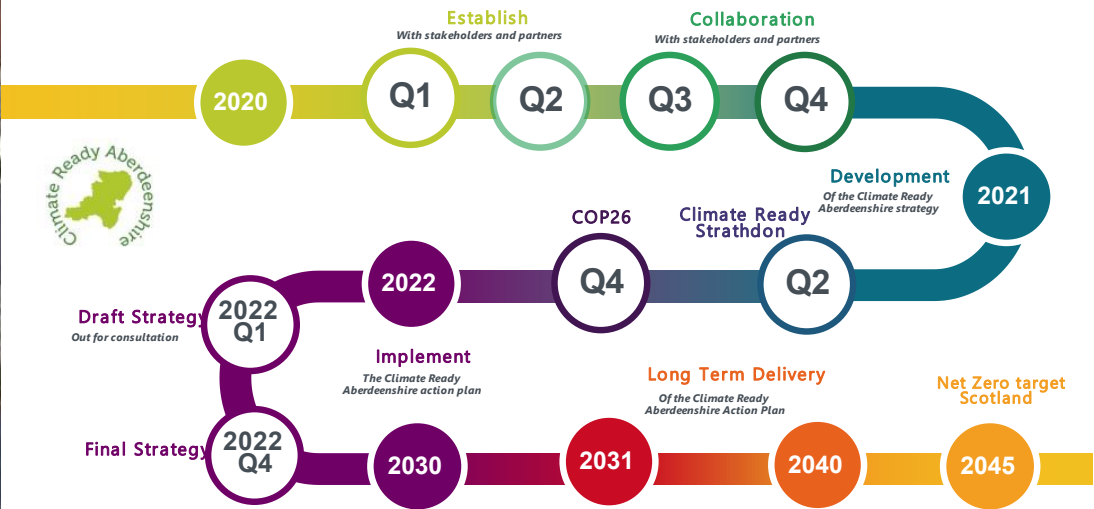 Establish
With stakeholders and partners
Collaboration
With stakeholders and partners
2020
Q1
Q2
Q3
Q4
Climate Ready Aberdeenshire
Development
Of the Climate Ready
Aberdeenshire strategy
2021
COP26
Climate Ready
Strathdon
2022
Q4
Q2
Draft Strategy
Out for consultation
2022
Q1
Implement
The Climate Ready
Aberdeenshire action plan
Long Term Delivery
Of the Climate Ready
Aberdeenshire Action Plan
Net Zero target
Scotland
Final Strategy
2022
Q4
2030
2031
2040
2045